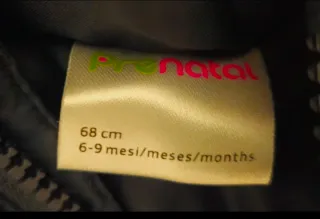 Prenatal
68 cm
6-9 mesi/meses/months